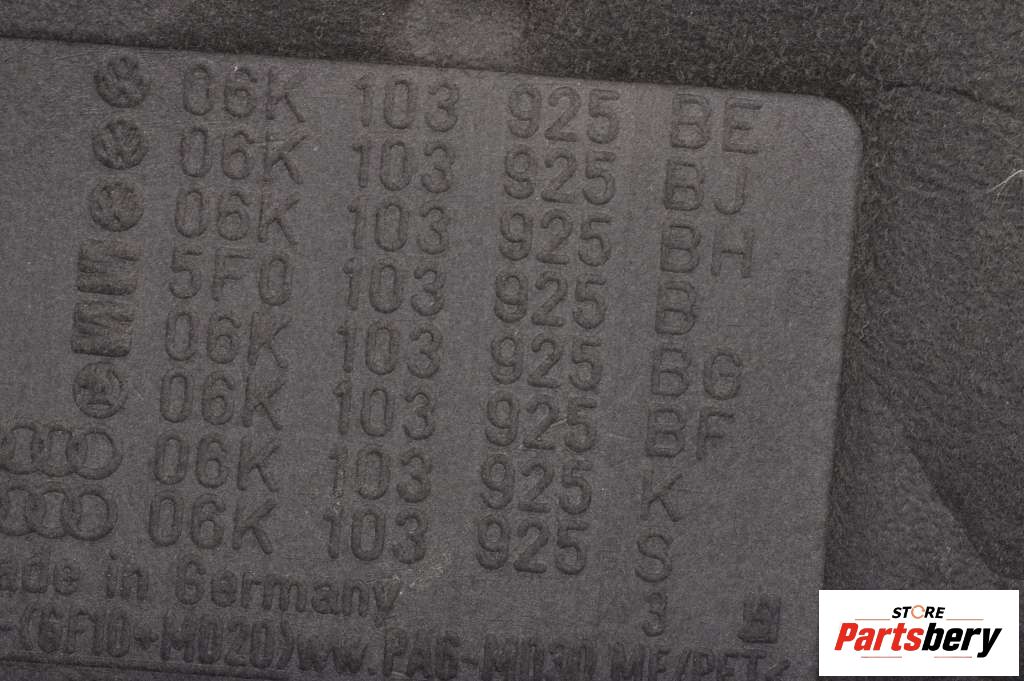 06K 103 925 BE
06K 103 925 BJ
06K 103 925 BH
5F0 103 925 B
06K 103 925 BG
06K 103 925 BF
06K 103 925 K
06K 103 925 S
ade in Germany
3
STORE
Partsbery